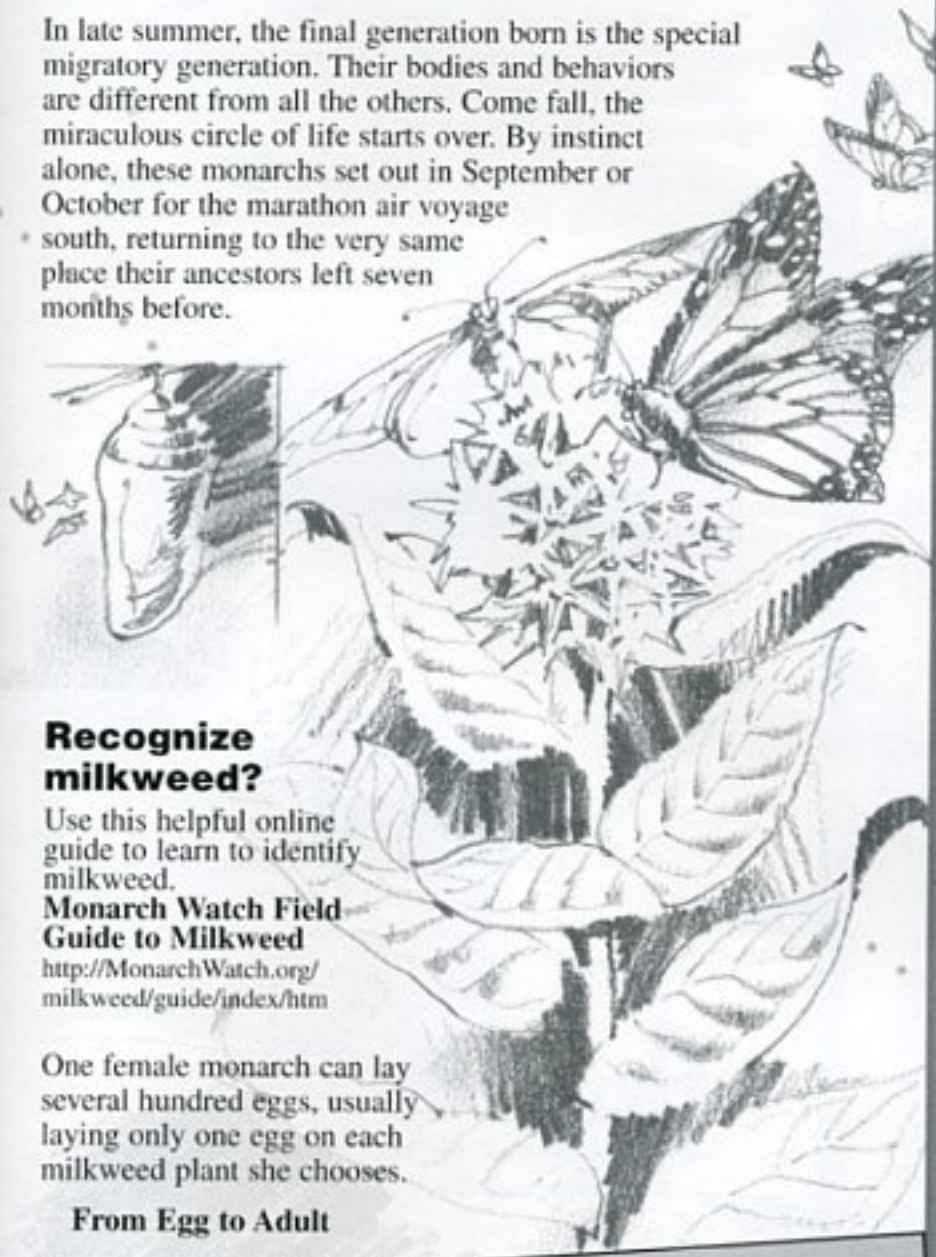 In late summer, the final generation born is the special
migratory generation. Their bodies and behaviors
are different from all the others. Come fall, the
miraculous circle of life starts over. By instinct
alone, these monarchs set out in September or
October for the marathon air voyage
south, returning to the very same
place their ancestors left seven
months before.
Recognize
milkweed?
Use this helpful online
guide to learn to identify
milkweed.
Monarch Watch Field
Guide to Milkweed
http://MonarchWatch.org/
milkweed/guide/index/htm
One female monarch can lay
several hundred eggs, usually
laying only one egg on each
milkweed plant she chooses.
From Egg to Adult